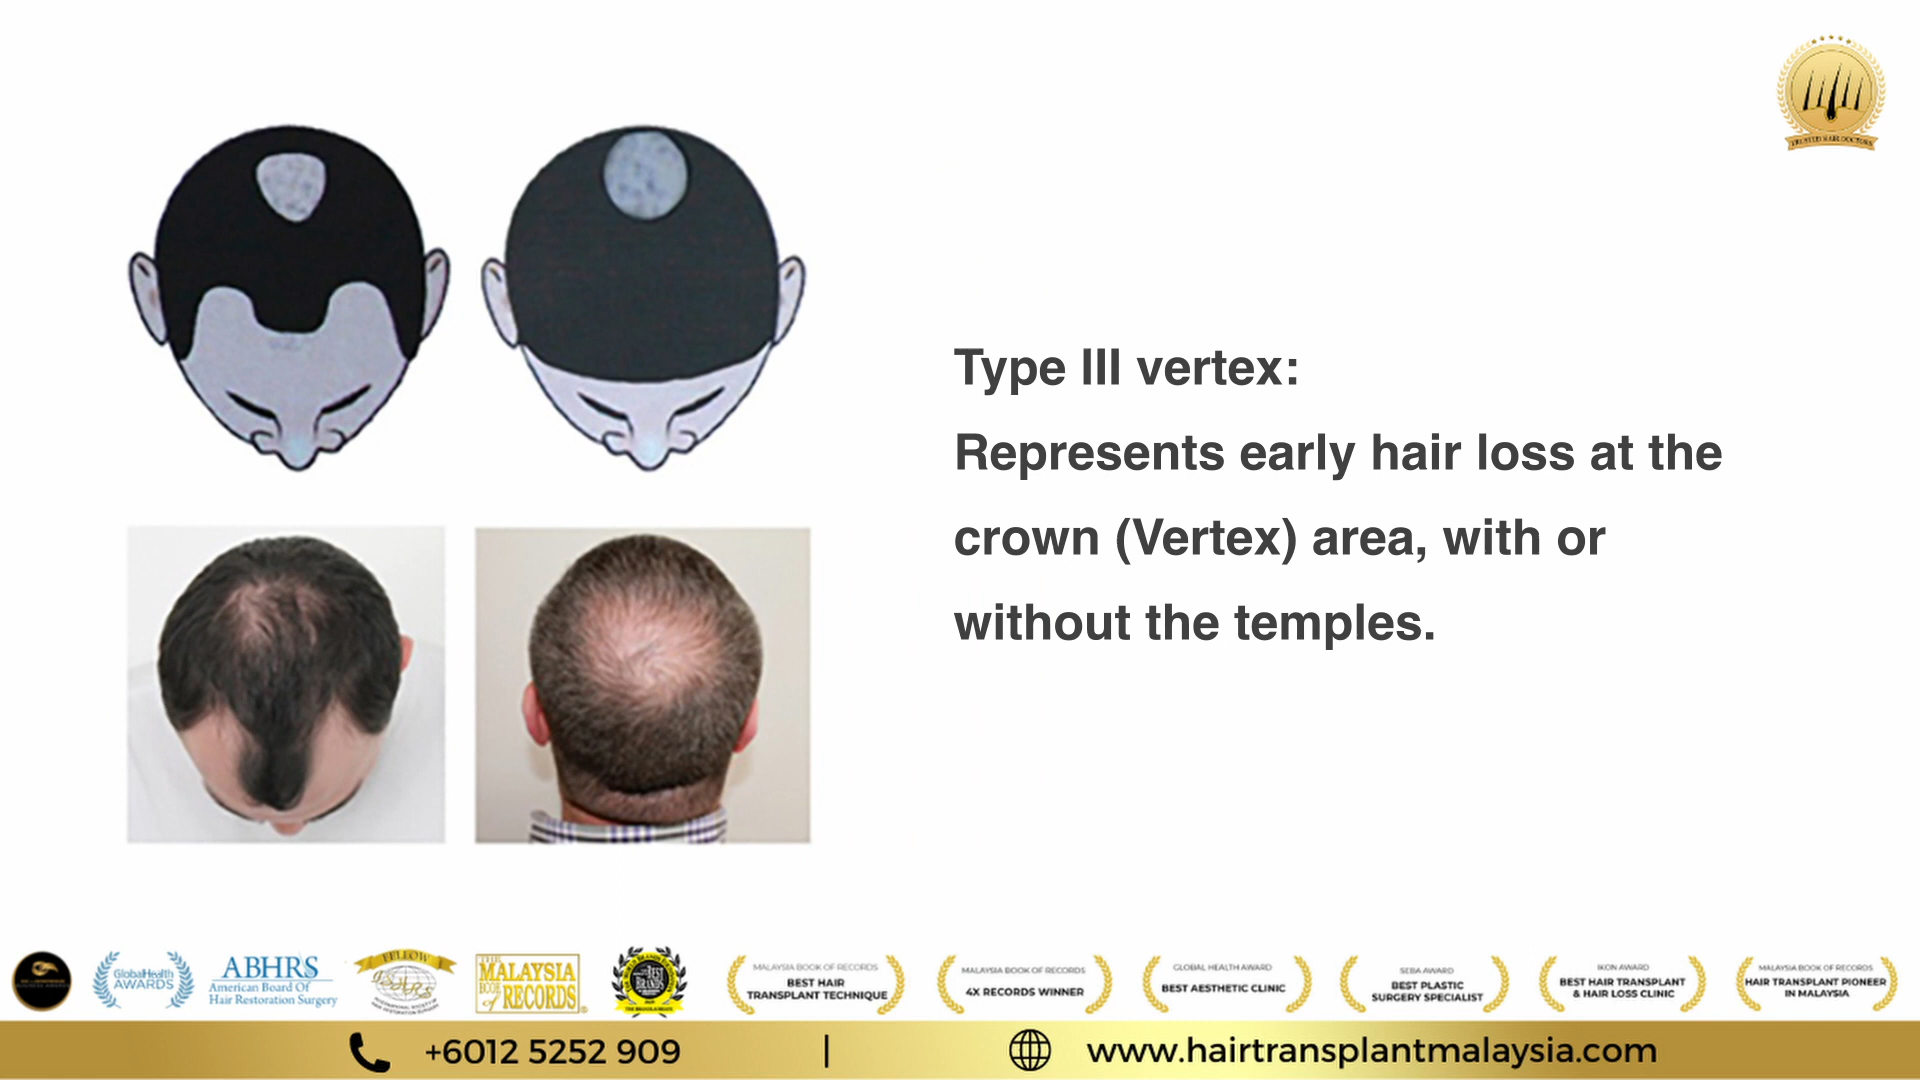 TRUSTED HAIR DOCTORS
Type III vertex:
Represents early hair loss at the
crown (Vertex) area, with or
without the temples.
GlobalHealth
AWARDS
ABHRS
American Board Of
Hair Restoration Surgery
FELLOW
ISHRS
THE
MALAYSIA
BOOK
of RECORDS
MALAYSIA BOOK OF RECORDS
BEST HAIR
TRANSPLANT TECHNIQUE
MALAYSIA BOOK OF RECORDS
4X RECORDS WINNER
GLOBAL HEALTH AWARD
BEST AESTHETIC CLINIC
SEBA AWARD
BEST PLASTIC
SURGERY SPECIALIST
IKON AWARD
BEST HAIR TRANSPLANT
& HAIR LOSS CLINIC
MALAYSIA BOOK OF RECORDS
HAIR TRANSPLANT PIONEER
IN MALAYSIA
+6012 5252 909
|
www.hairtransplantmalaysia.com